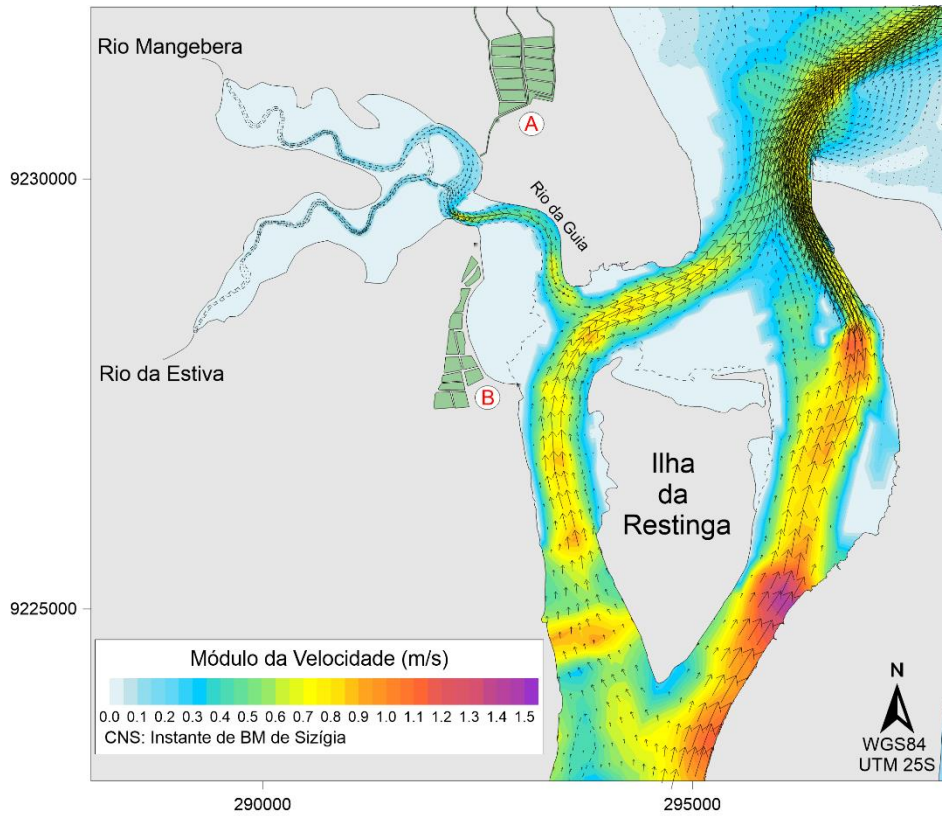 Rio Mangebera
A
9230000
Rio da Guia
Rio da Estiva
B
Ilha
da
Restinga
9225000
Módulo da Velocidade (m/s)
0.0 0.1 0.2 0.3 0.4 0.5 0.6 0.7 0.8 0.9 1.0 1.1 1.2 1.3 1.4 1.5
CNS: Instante de BM de Sizígia
N
WGS84
UTM 25S
290000 295000